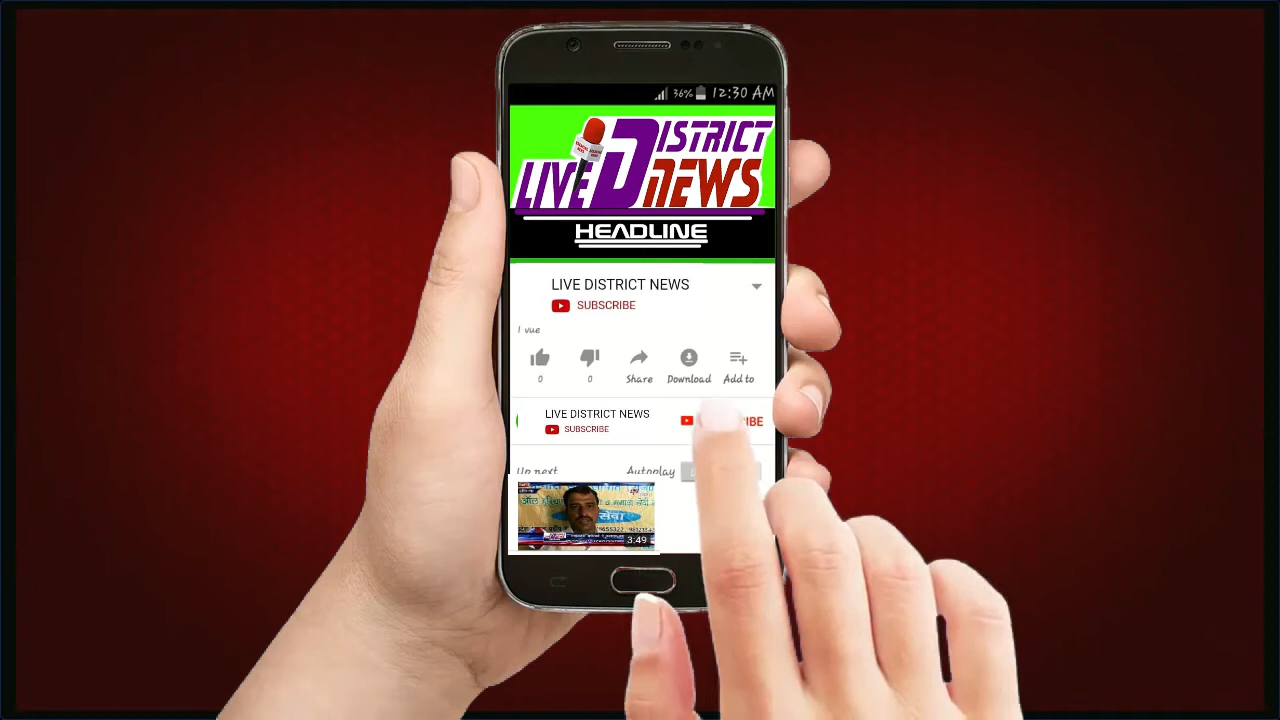 36% 12:30 AM
LIVE DISTRICT NEWS
HEADLINE
LIVE DISTRICT NEWS
SUBSCRIBE
1 vue
0 0 Share Download Add to
LIVE DISTRICT NEWS
SUBSCRIBE
IBE
Up next Autoplay
सेवा
3:49